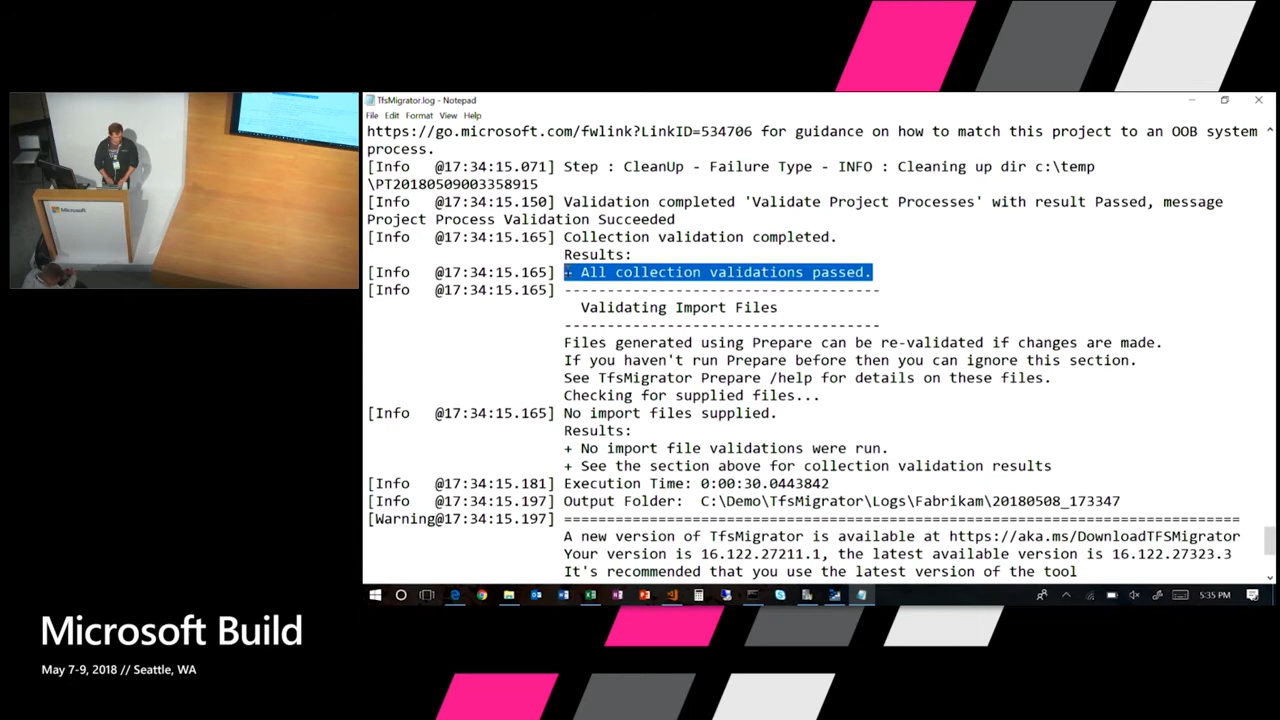 TfsMigrator.log - Notepad
File Edit Format View Help
https://go.microsoft.com/fwlink?LinkID=534706 for guidance on how to match this project to an OOB system
process.
[Info @17:34:15.071] Step : CleanUp - Failure Type - INFO : Cleaning up dir c:\temp
\PT20180509003358915
[Info @17:34:15.150] Validation completed 'Validate Project Processes' with result Passed, message
Project Process Validation Succeeded
[Info @17:34:15.165] Collection validation completed.
Results:
[Info @17:34:15.165] + All collection validations passed.
[Info @17:34:15.165] -------------------------------------
Validating Import Files
-------------------------------------
Files generated using Prepare can be re-validated if changes are made.
If you haven't run Prepare before then you can ignore this section.
See TfsMigrator Prepare /help for details on these files.
Checking for supplied files...
[Info @17:34:15.165] No import files supplied.
Results:
+ No import file validations were run.
+ See the section above for collection validation results
[Info @17:34:15.181] Execution Time: 0:00:30.0443842
[Info @17:34:15.197] Output Folder: C:\Demo\TfsMigrator\Logs\Fabrikam\20180508_173347
[Warning@17:34:15.197] ===============================================================================
A new version of TfsMigrator is available at https://aka.ms/DownloadTFSMigrator
Your version is 16.122.27211.1, the latest available version is 16.122.27323.3
It's recommended that you use the latest version of the tool
5:35 PM
Microsoft
Microsoft Build
May 7-9, 2018 // Seattle, WA